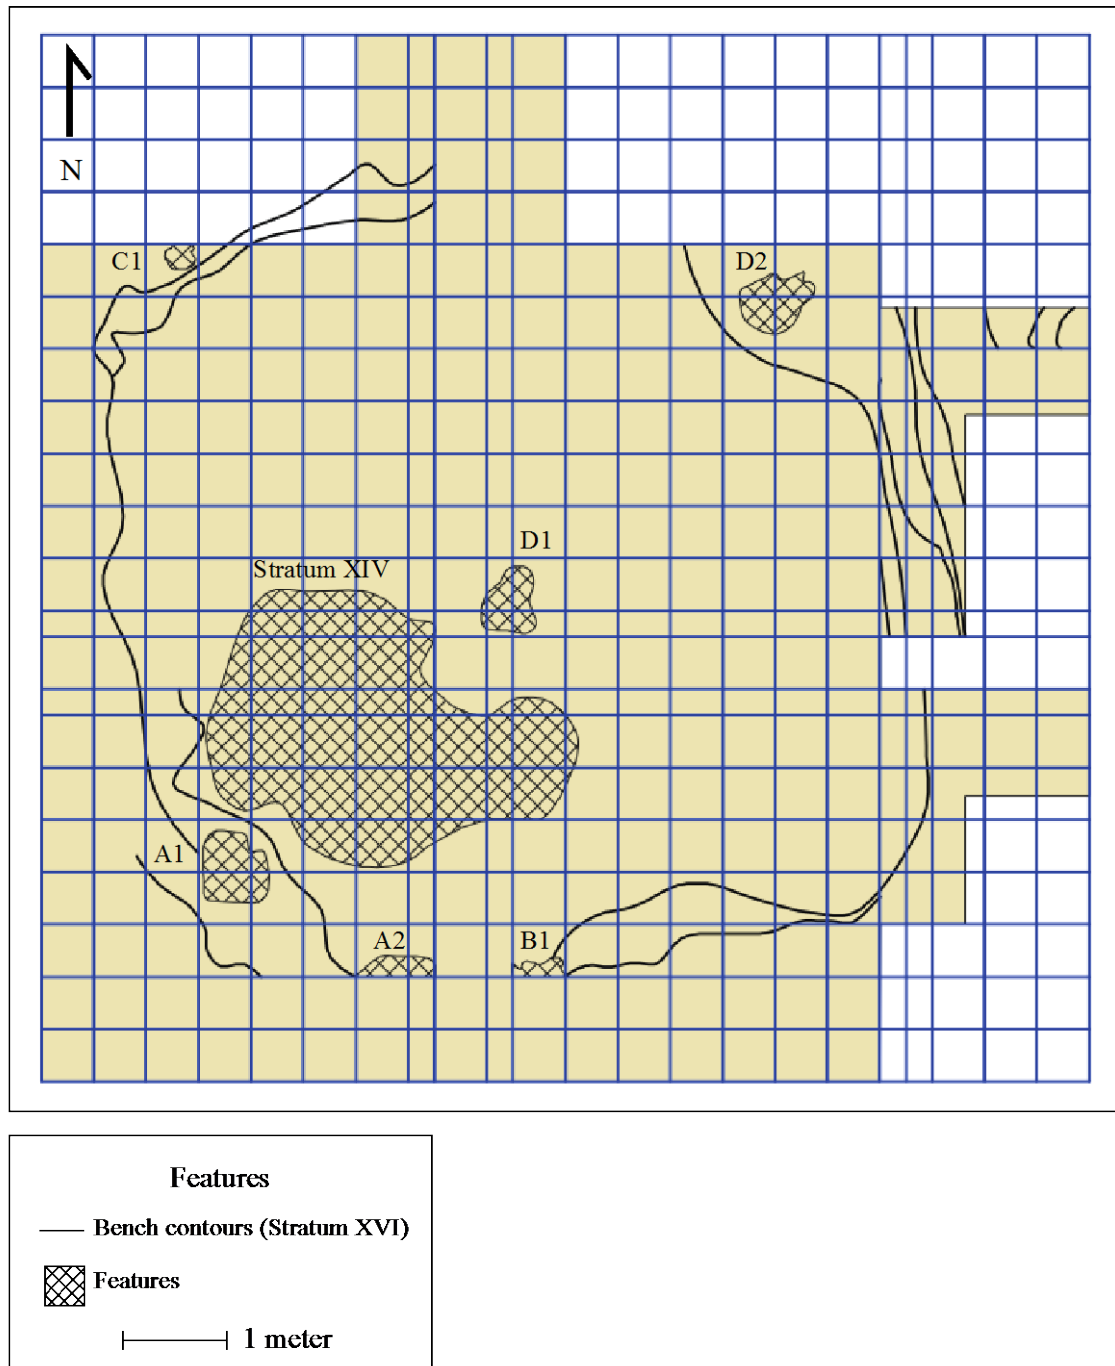 N
C1
D2
D1
Stratum XIV
A1
A2
B1
Features
Bench contours (Stratum XVI)
Features
1 meter